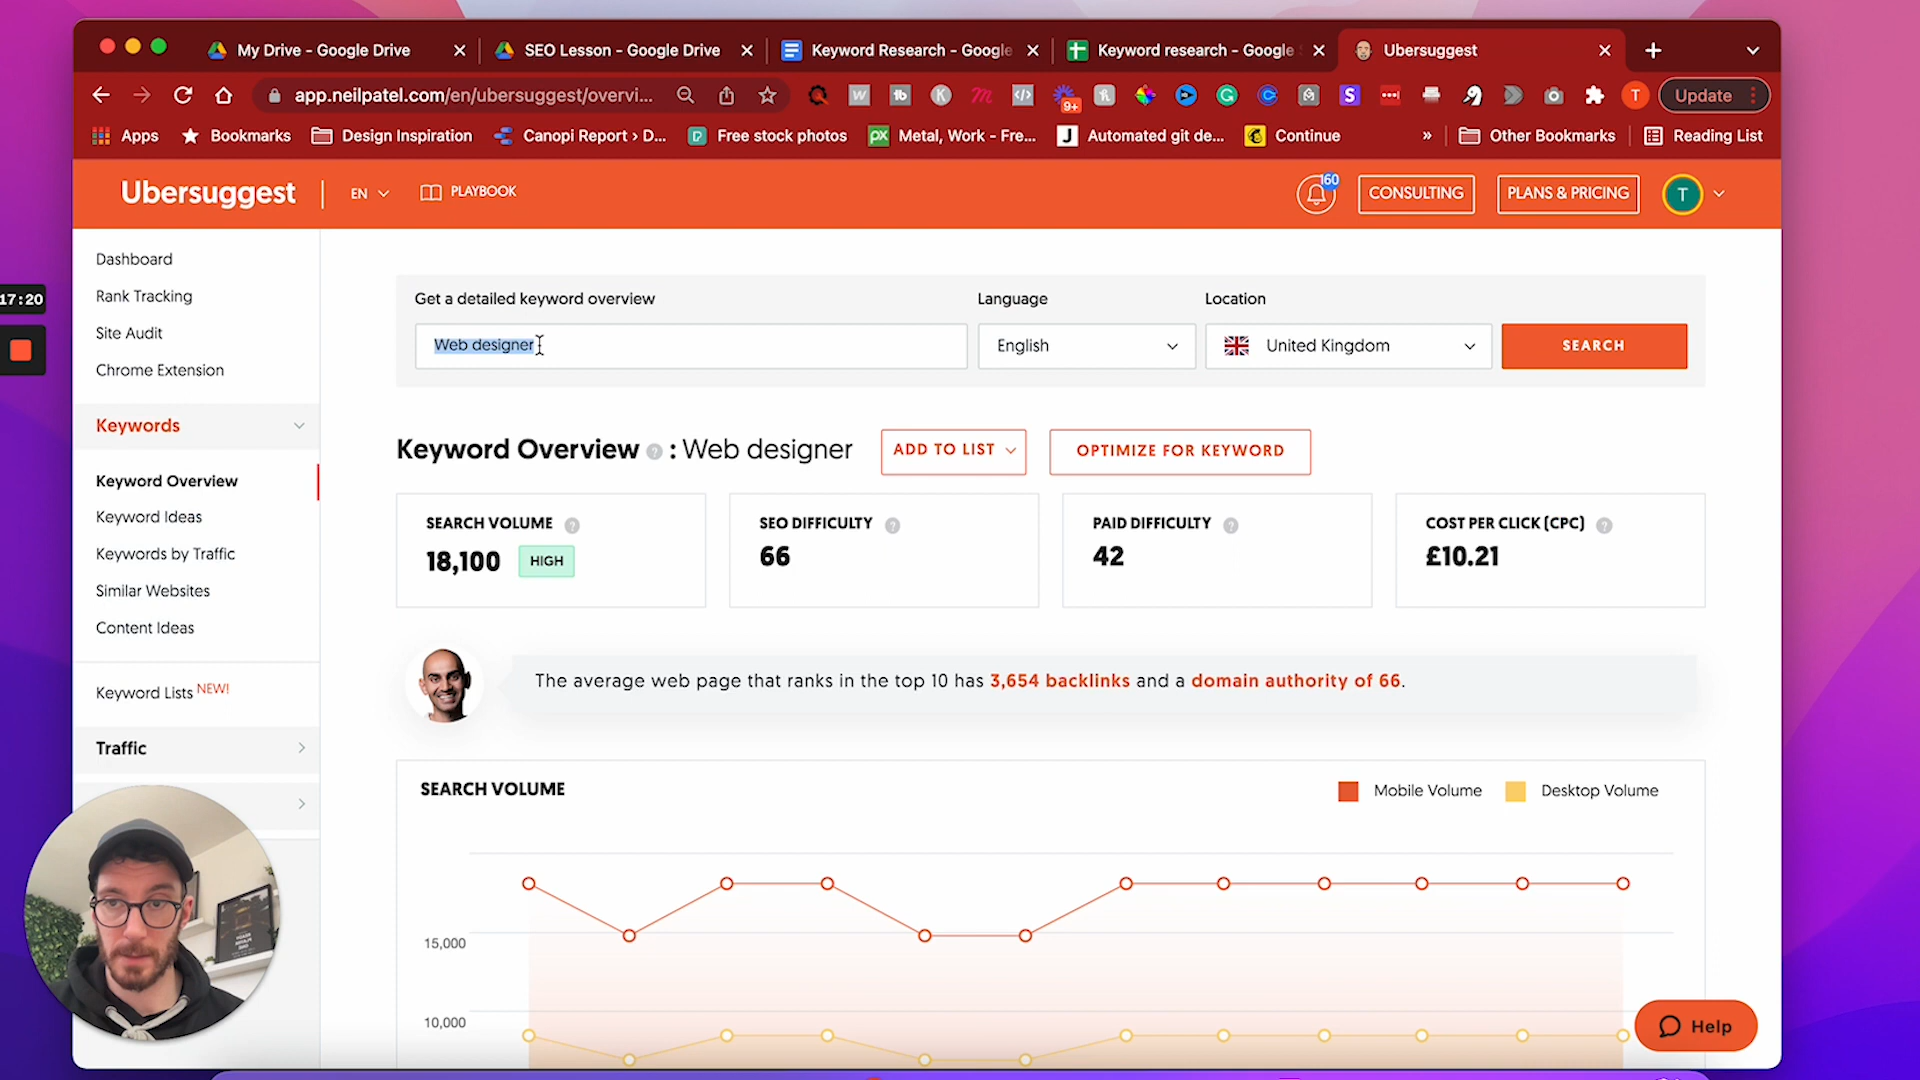 My Drive - Google Drive
SEO Lesson - Google Drive
Keyword Research - Google
Keyword research - Google S
Ubersuggest
app.neilpatel.com/en/ubersuggest/overvi...
9+
T
Update
Apps
Bookmarks
Design Inspiration
Canopi Report › D...
Free stock photos
Metal, Work - Fre...
Automated git de...
Continue
»
Other Bookmarks
Reading List
Ubersuggest
EN
PLAYBOOK
160
CONSULTING
PLANS & PRICING
T
17:20
Dashboard
Rank Tracking
Site Audit
Chrome Extension
Keywords
Keyword Overview
Keyword Ideas
Keywords by Traffic
Similar Websites
Content Ideas
Keyword Lists NEW!
Traffic
Get a detailed keyword overview
Language
Location
Web designer
English
United Kingdom
SEARCH
Keyword Overview ? : Web designer
ADD TO LIST
OPTIMIZE FOR KEYWORD
SEARCH VOLUME ?
18,100 HIGH
SEO DIFFICULTY ?
66
PAID DIFFICULTY ?
42
COST PER CLICK (CPC) ?
£10.21
The average web page that ranks in the top 10 has 3,654 backlinks and a domain authority of 66.
SEARCH VOLUME
Mobile Volume
Desktop Volume
15,000
10,000
Help